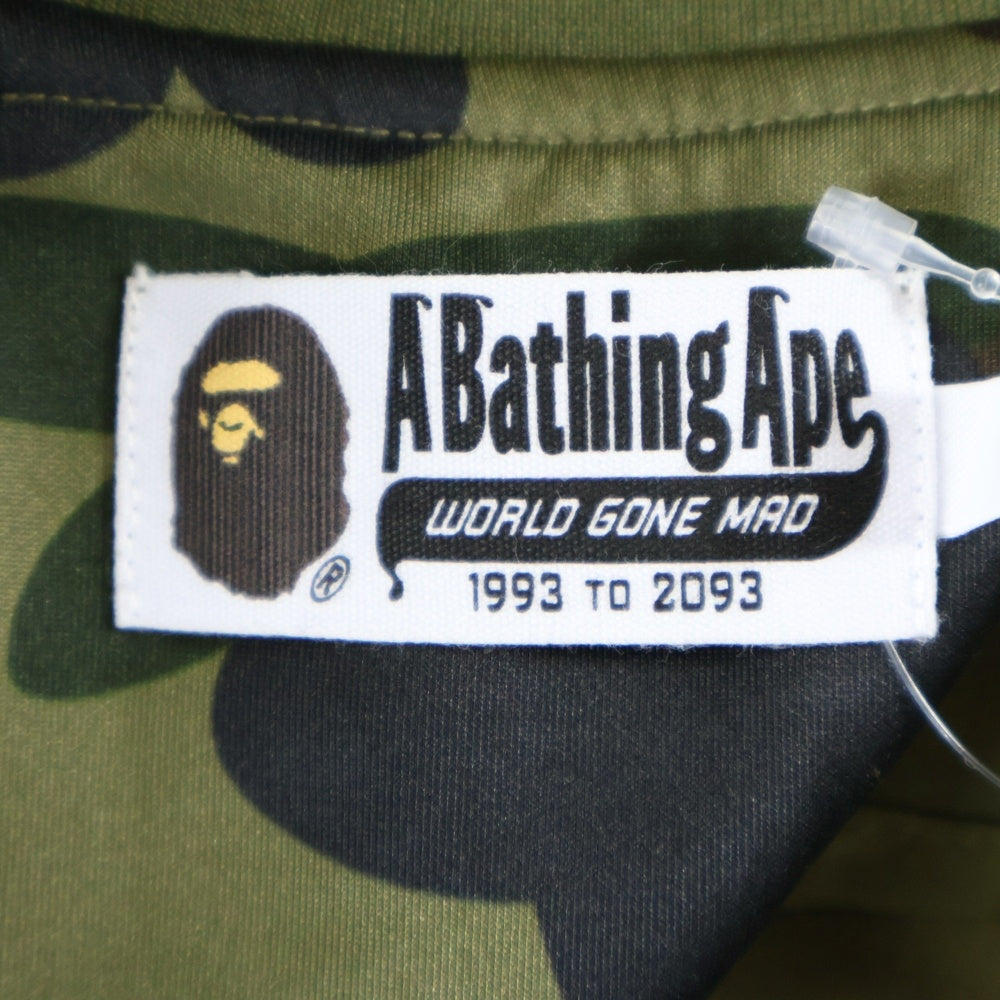 A Bathing Ape
WORLD GONE MAD
1993 TO 2093
®